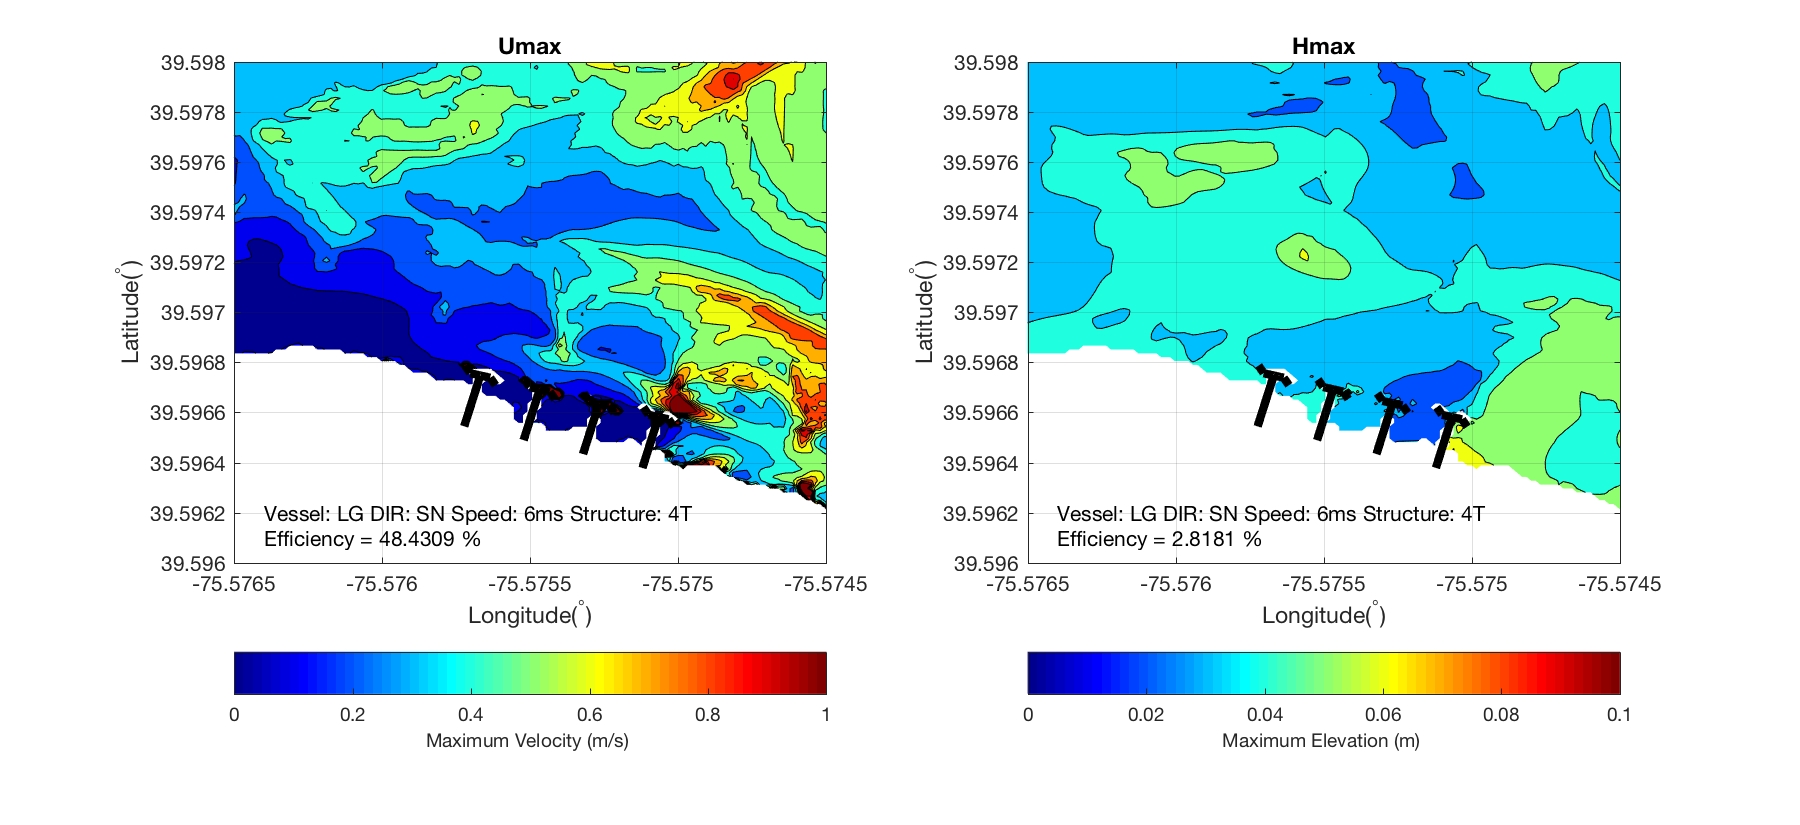 Umax
39.598
39.5978
39.5976
39.5974
39.5972
39.597
39.5968
39.5966
39.5964
39.5962
39.596
Latitude(°)
Vessel: LG DIR: SN Speed: 6ms Structure: 4T
Efficiency = 48.4309 %
-75.5765 -75.576 -75.5755 -75.575 -75.5745
Longitude(°)
0 0.2 0.4 0.6 0.8 1
Maximum Velocity (m/s)
Hmax
39.598
39.5978
39.5976
39.5974
39.5972
39.597
39.5968
39.5966
39.5964
39.5962
39.596
Latitude(°)
Vessel: LG DIR: SN Speed: 6ms Structure: 4T
Efficiency = 2.8181 %
-75.5765 -75.576 -75.5755 -75.575 -75.5745
Longitude(°)
0 0.02 0.04 0.06 0.08 0.1
Maximum Elevation (m)